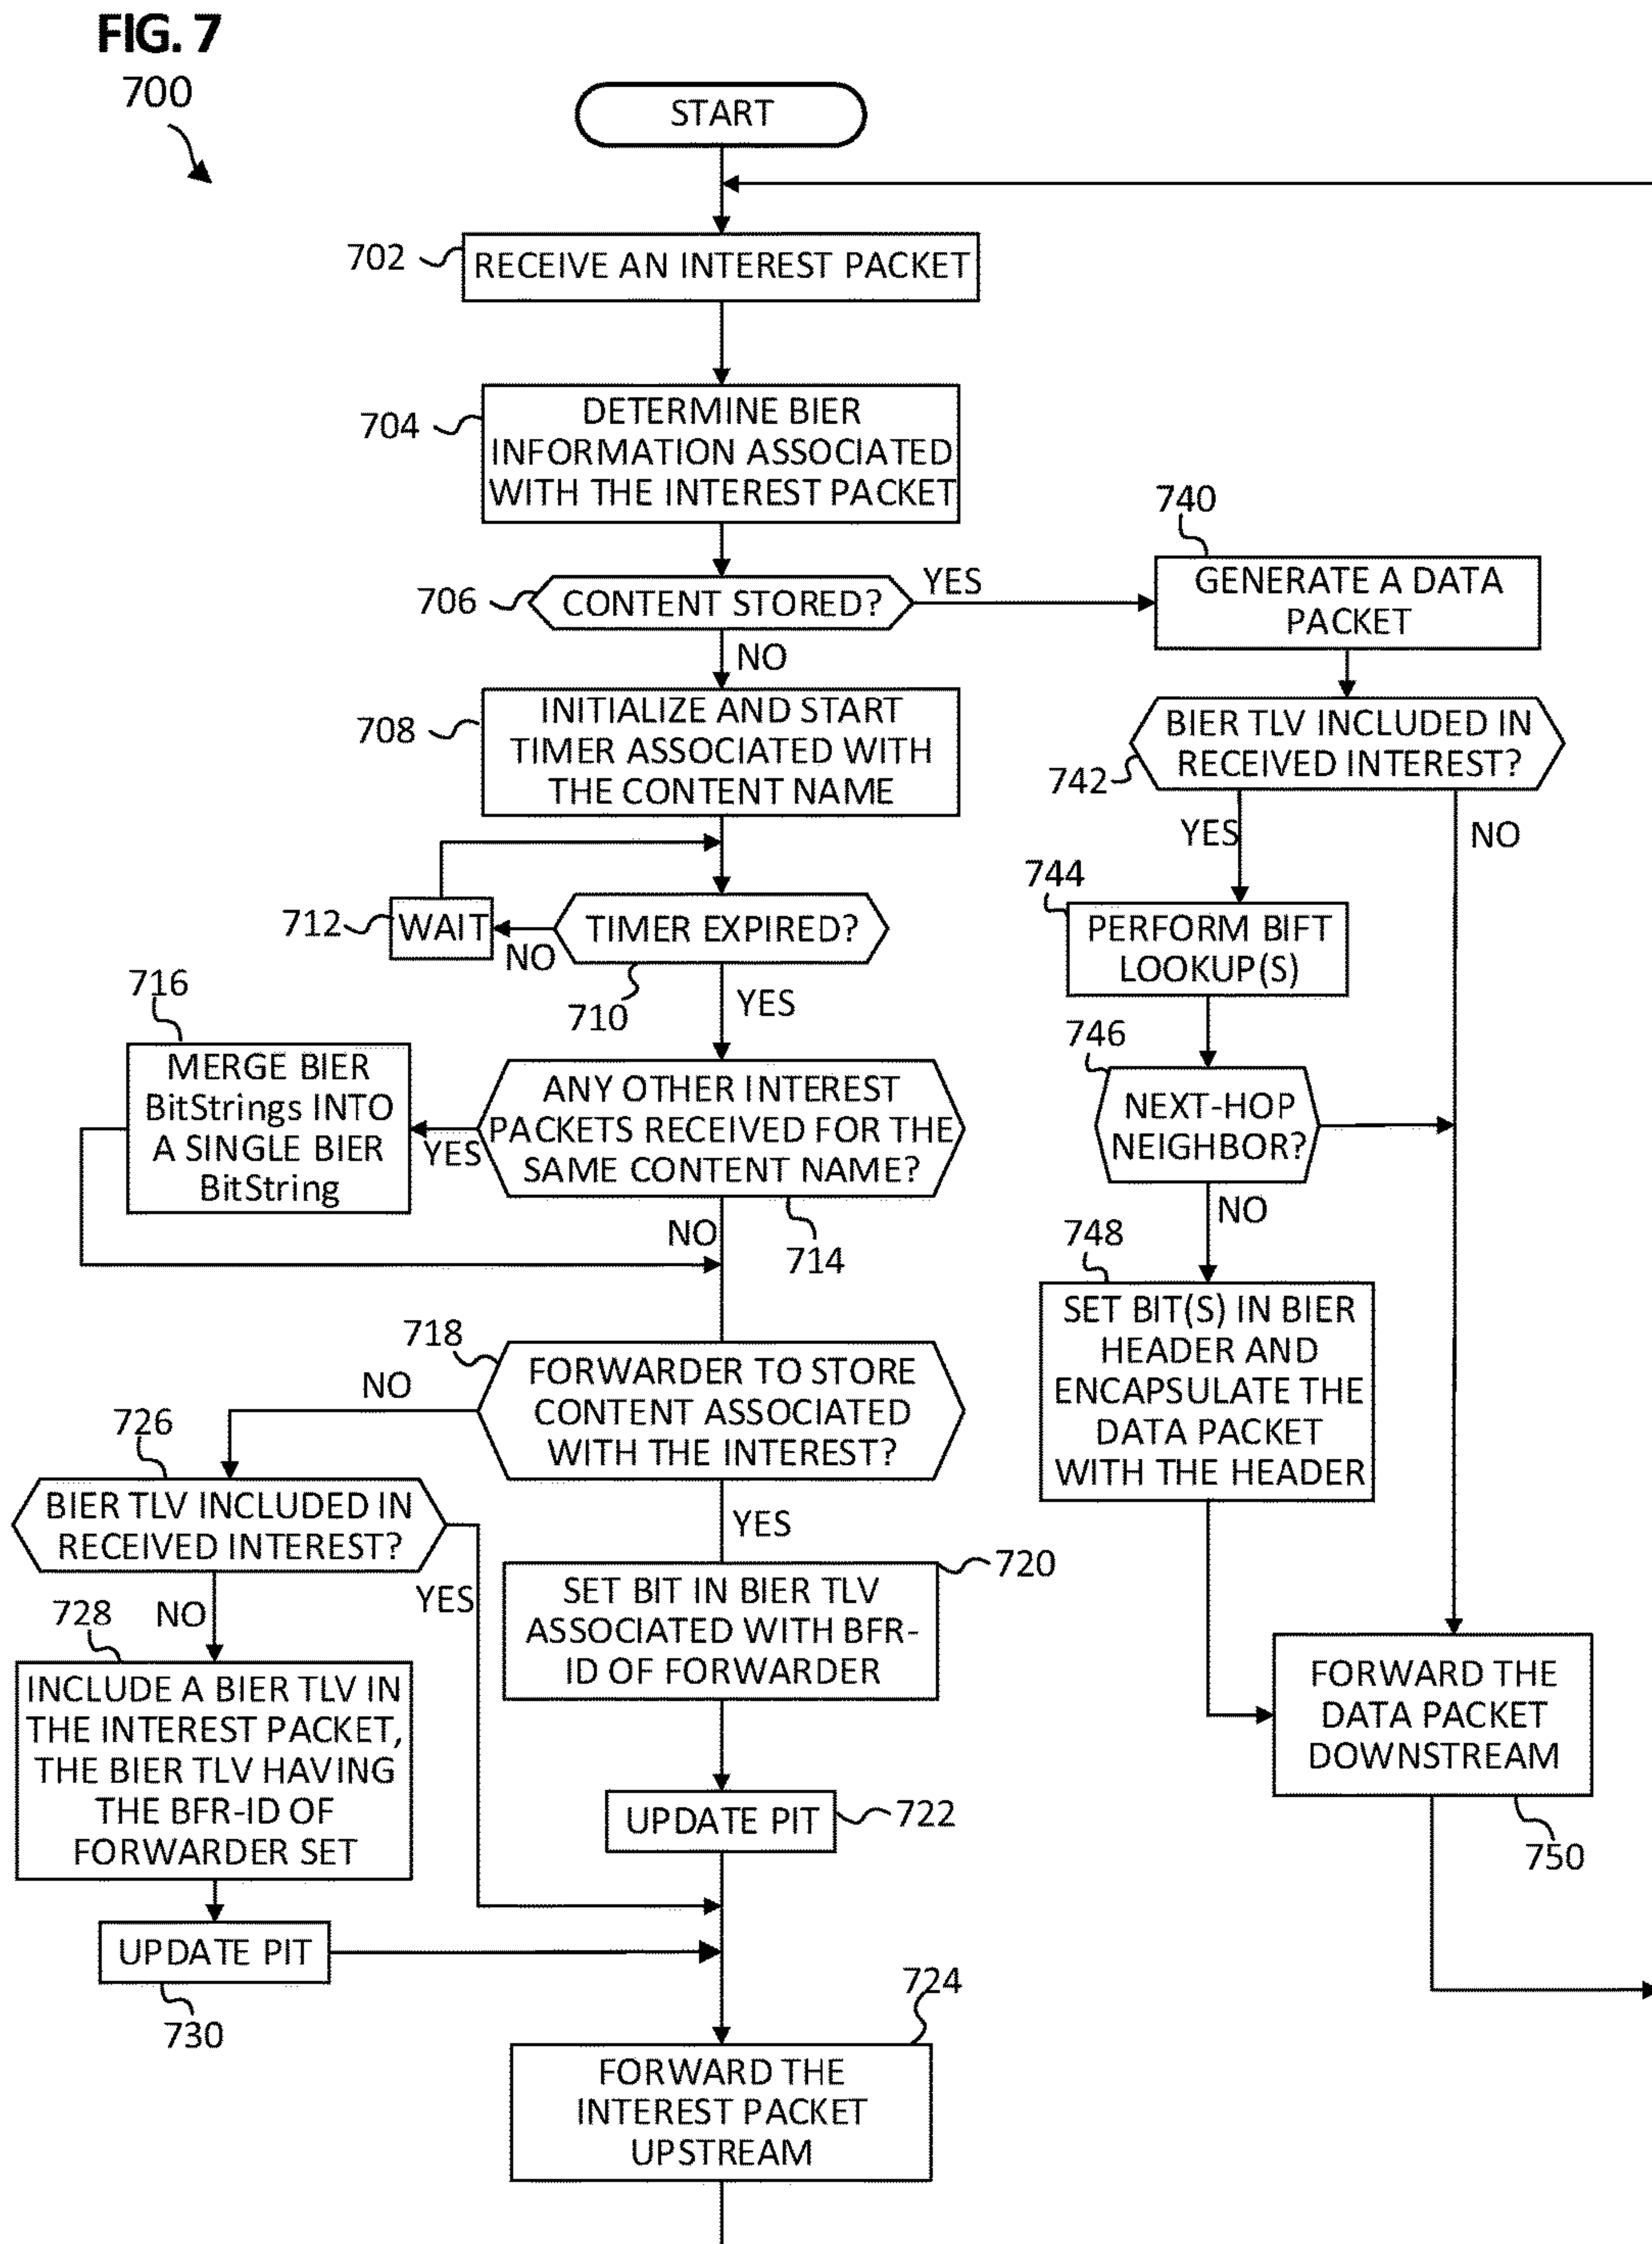 FIG. 7
700
START
702
RECEIVE AN INTEREST PACKET
704
DETERMINE BIER
INFORMATION ASSOCIATED
WITH THE INTEREST PACKET
706
CONTENT STORED?
YES
NO
740
GENERATE A DATA
PACKET
708
INITIALIZE AND START
TIMER ASSOCIATED WITH
THE CONTENT NAME
742
BIER TLV INCLUDED IN
RECEIVED INTEREST?
YES
NO
712
WAIT
NO
TIMER EXPIRED?
710
YES
744
PERFORM BIFT
LOOKUP(S)
716
MERGE BIER
BitStrings INTO
A SINGLE BIER
BitString
YES
ANY OTHER INTEREST
PACKETS RECEIVED FOR THE
SAME CONTENT NAME?
714
NO
746
NEXT-HOP
NEIGHBOR?
NO
748
SET BIT(S) IN BIER
HEADER AND
ENCAPSULATE THE
DATA PACKET
WITH THE HEADER
718
FORWARDER TO STORE
CONTENT ASSOCIATED
WITH THE INTEREST?
NO
YES
726
BIER TLV INCLUDED IN
RECEIVED INTEREST?
NO
YES
720
SET BIT IN BIER TLV
ASSOCIATED WITH BFR-
ID OF FORWARDER
728
INCLUDE A BIER TLV IN
THE INTEREST PACKET,
THE BIER TLV HAVING
THE BFR-ID OF
FORWARDER SET
UPDATE PIT
722
FORWARD THE
DATA PACKET
DOWNSTREAM
750
UPDATE PIT
730
724
FORWARD THE
INTEREST PACKET
UPSTREAM